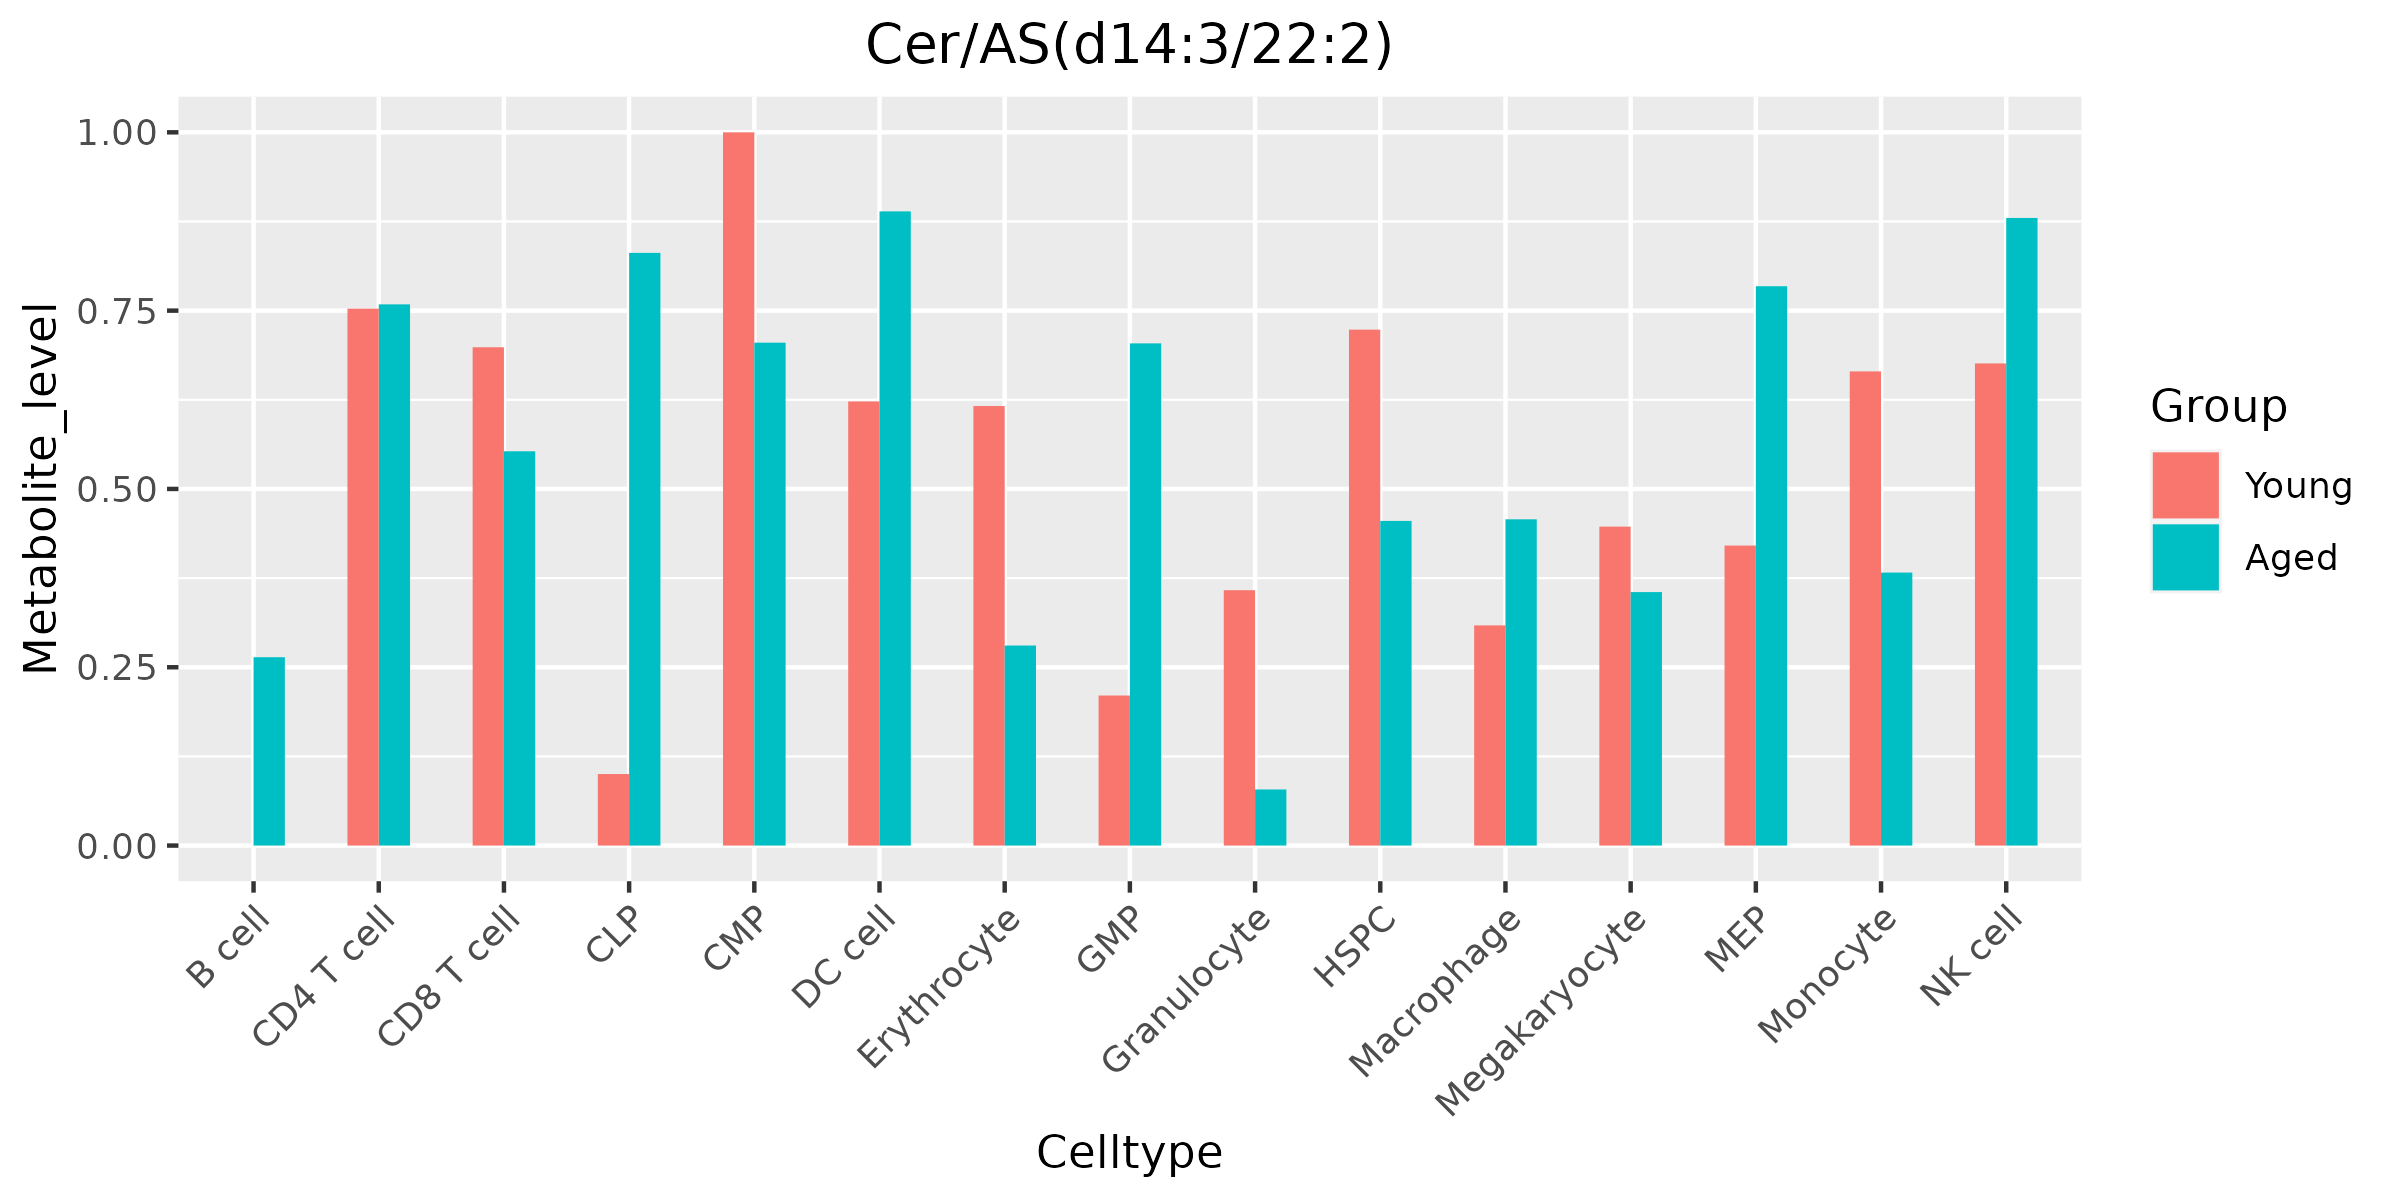 Cer/AS(d14:3/22:2)
Metabolite_level
1.00
0.75
0.50
0.25
0.00
B cell
CD4 T cell
CD8 T cell
CLP
CMP
DC cell
Erythrocyte
GMP
Granulocyte
HSPC
Macrophage
Megakaryocyte
MEP
Monocyte
NK cell
Celltype
Group
Young
Aged